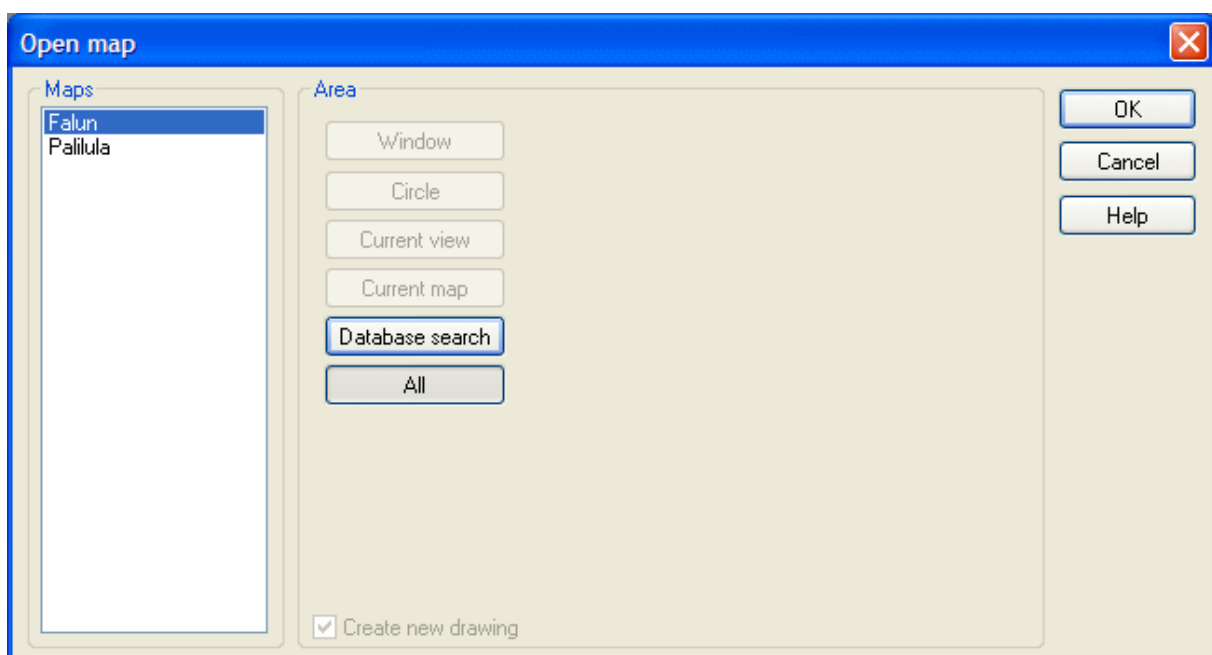 Open map
Maps
Falun
Palilula
Area
Window
Circle
Current view
Current map
Database search
All
Create new drawing
OK
Cancel
Help